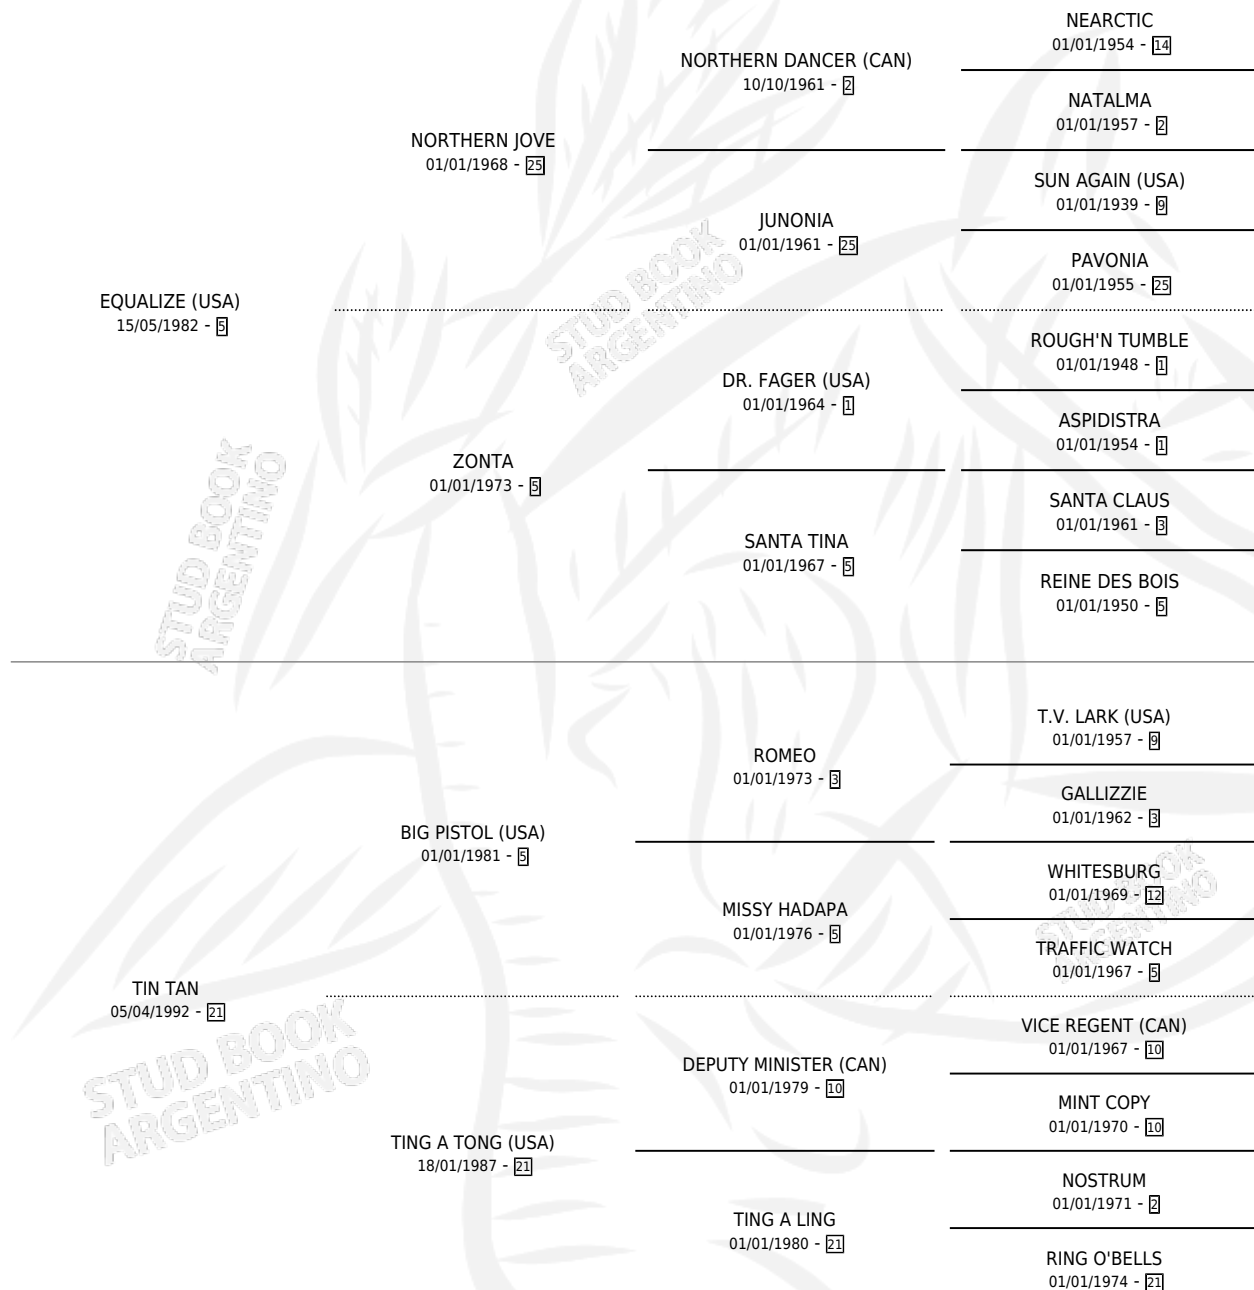 NEARCTIC
01/01/1954 - 14
NORTHERN DANCER (CAN)
10/10/1961 - 2
NATALMA
01/01/1957 - 2
NORTHERN JOVE
01/01/1968 - 25
SUN AGAIN (USA)
01/01/1939 - 9
JUNONIA
01/01/1961 - 25
PAVONIA
01/01/1955 - 25
EQUALIZE (USA)
15/05/1982 - 5
ROUGH'N TUMBLE
01/01/1948 - 1
DR. FAGER (USA)
01/01/1964 - 1
ASPIDISTRA
01/01/1954 - 1
ZONTA
01/01/1973 - 5
SANTA CLAUS
01/01/1961 - 3
SANTA TINA
01/01/1967 - 5
REINE DES BOIS
01/01/1950 - 5
T.V. LARK (USA)
01/01/1957 - 9
ROMEO
01/01/1973 - 3
GALLIZZIE
01/01/1962 - 3
BIG PISTOL (USA)
01/01/1981 - 5
WHITESBURG
01/01/1969 - 12
MISSY HADAPA
01/01/1976 - 5
TRAFFIC WATCH
01/01/1967 - 5
TIN TAN
05/04/1992 - 21
VICE REGENT (CAN)
01/01/1967 - 10
DEPUTY MINISTER (CAN)
01/01/1979 - 10
MINT COPY
01/01/1970 - 10
TING A TONG (USA)
18/01/1987 - 21
NOSTRUM
01/01/1971 - 2
TING A LING
01/01/1980 - 21
RING O'BELLS
01/01/1974 - 21
STUD BOOK
ARGENTINO
STUD BOOK
ARGENTINO
STUD BOOK
ARGENTINO
STUD BOOK
ARGENTINO